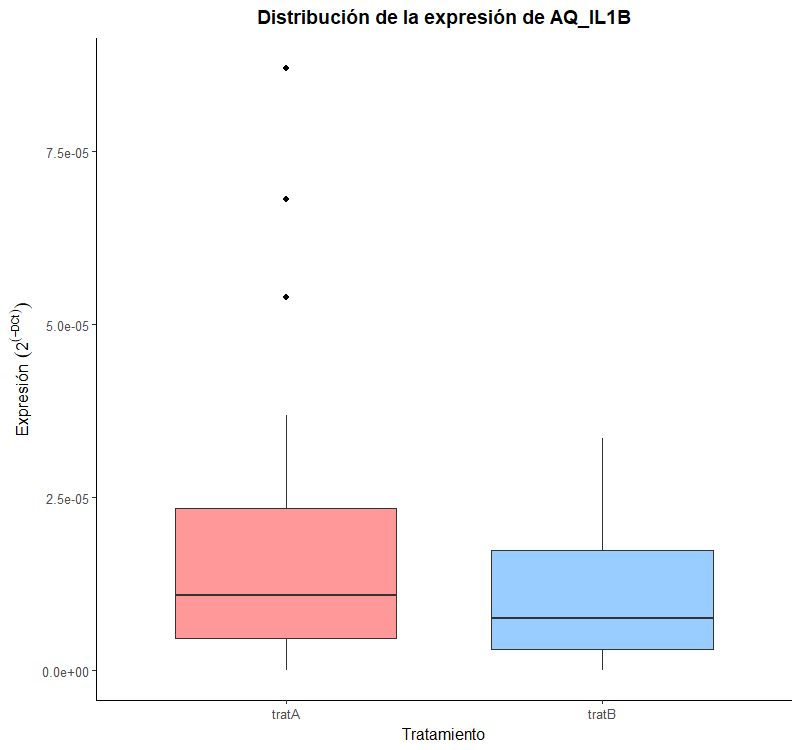 Distribución de la expresión de AQ_IL1B
7.5e-05
5.0e-05
2.5e-05
0.0e+00
Expresión (2^(−DCt))
tratA
tratB
Tratamiento